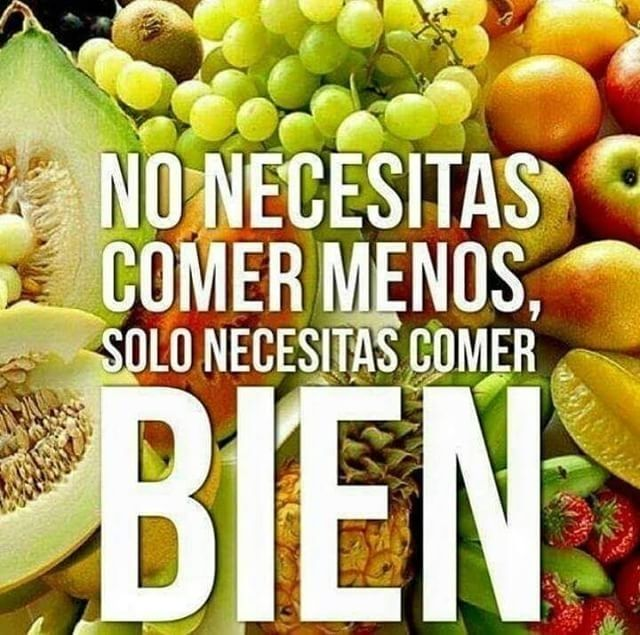 NO NECESITAS
COMER MENOS,
SOLO NECESITAS COMER
BIEN